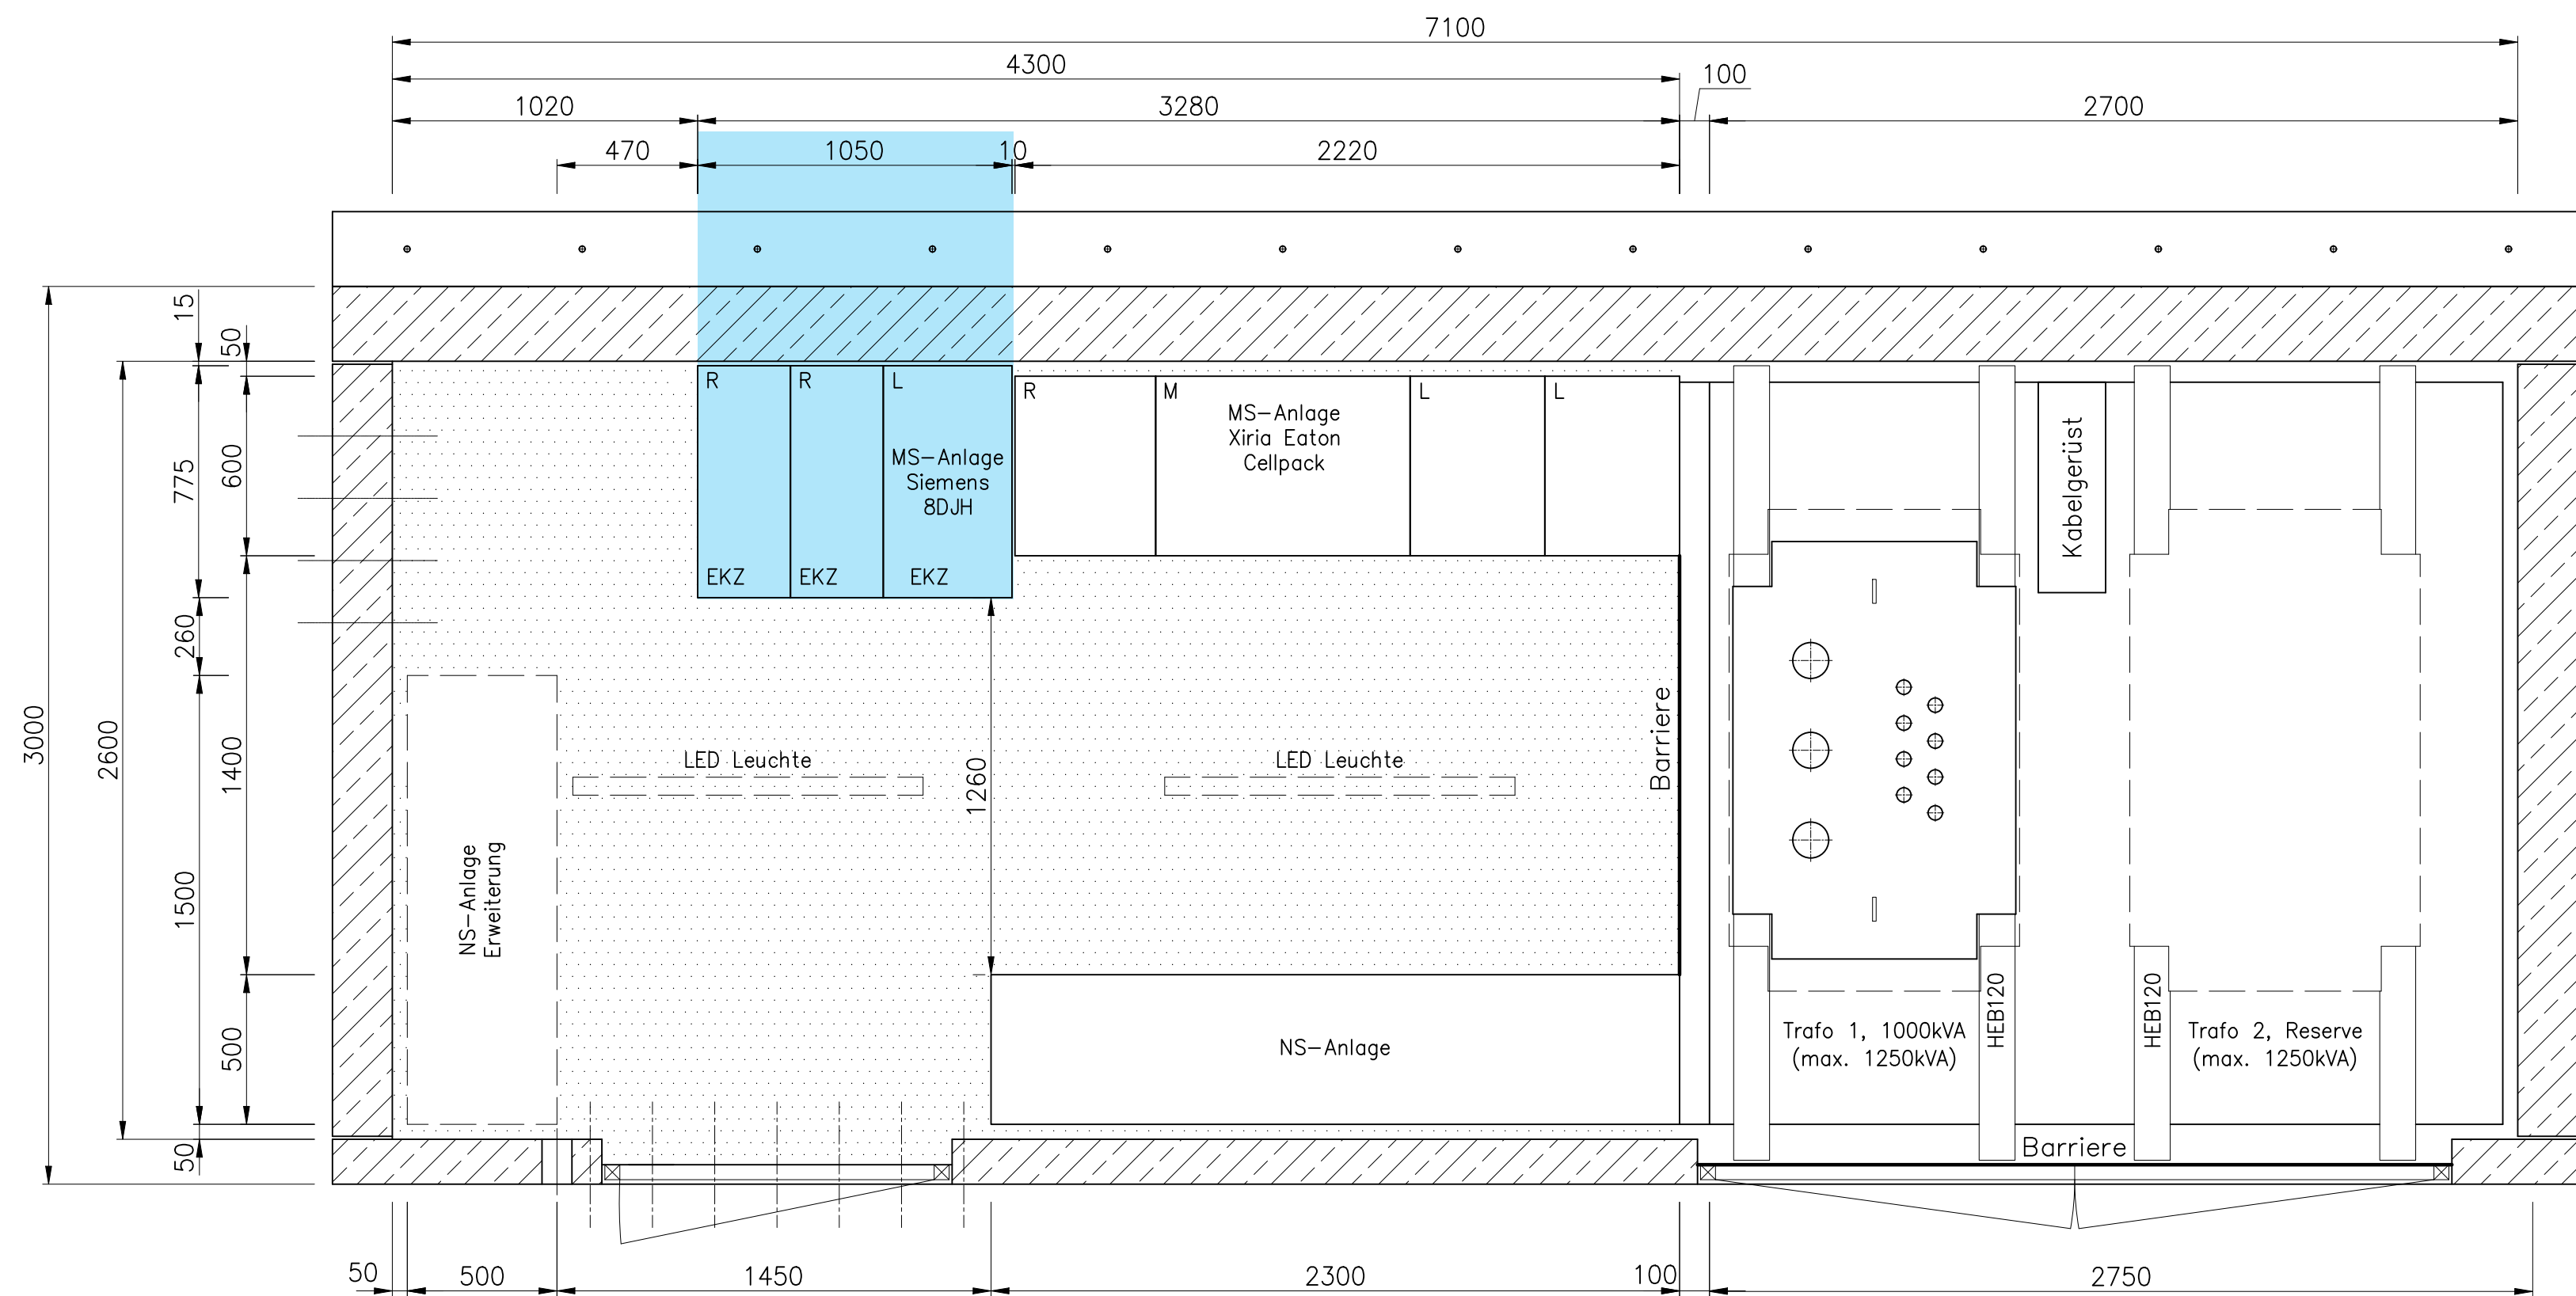 7100
4300
100
1020
3280
2700
470
1050
10
2220
15
50
R
R
L
R
M
L
L
MS-Anlage
Xiria Eaton
Cellpack
MS-Anlage
Siemens
8DJH
Kabelgerüst
775
600
EKZ
EKZ
EKZ
260
3000
2600
1400
LED Leuchte
LED Leuchte
1260
Barriere
NS-Anlage
Erweiterung
1500
500
HEB120
HEB120
NS-Anlage
Trafo 1, 1000kVA
(max. 1250kVA)
Trafo 2, Reserve
(max. 1250kVA)
50
Barriere
50
500
1450
2300
100
2750